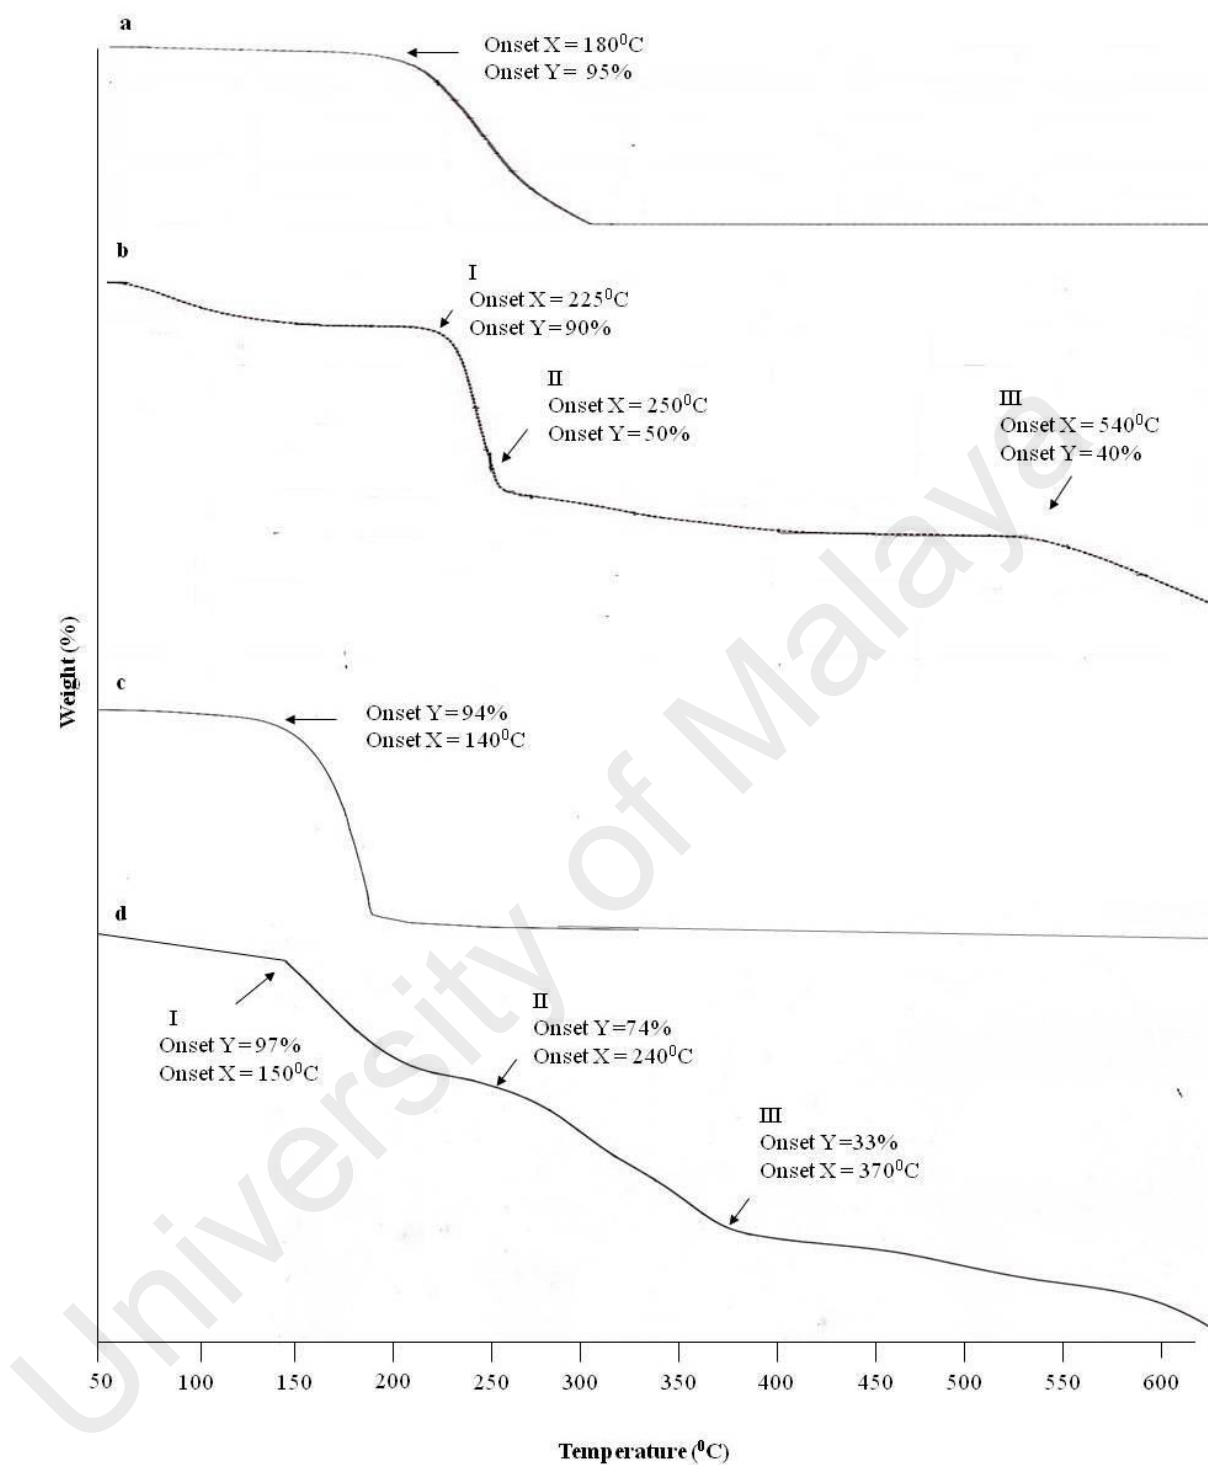 a
Onset X = 180⁰C
Onset Y = 95%
b
I
Onset X = 225⁰C
Onset Y = 90%
II
Onset X = 250⁰C
Onset Y = 50%
III
Onset X = 540⁰C
Onset Y = 40%
Weight (%)
c
Onset Y = 94%
Onset X = 140⁰C
d
I
Onset Y = 97%
Onset X = 150⁰C
II
Onset Y =74%
Onset X = 240⁰C
III
Onset Y =33%
Onset X = 370⁰C
50 100 150 200 250 300 350 400 450 500 550 600
Temperature (⁰C)
University of Malaya